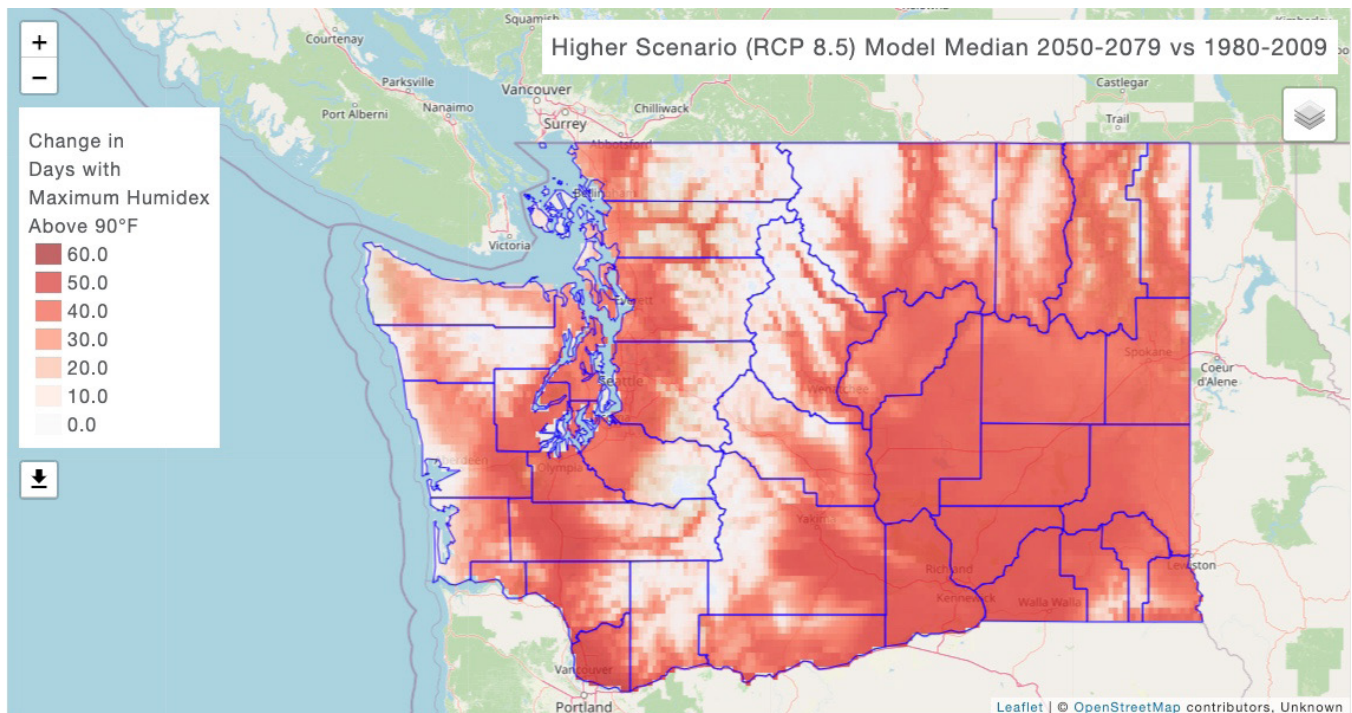 Squamish
Kimberley
Courtenay
Higher Scenario (RCP 8.5) Model Median 2050-2079 vs 1980-2009
+
−
Parksville
Castlegar
Port Alberni
Nanaimo
Vancouver
Surrey
Chilliwack
Trail
Abbotsford
Change in
Days with
Maximum Humidex
Above 90°F
60.0
50.0
40.0
30.0
20.0
10.0
0.0
Bellingham
Victoria
Everett
Seattle
Spokane
Coeur
d'Alene
Wenatchee
Aberdeen
Olympia
Yakima
Richland
Kennewick
Walla Walla
Lewiston
Vancouver
Portland
Leaflet | © OpenStreetMap contributors, Unknown